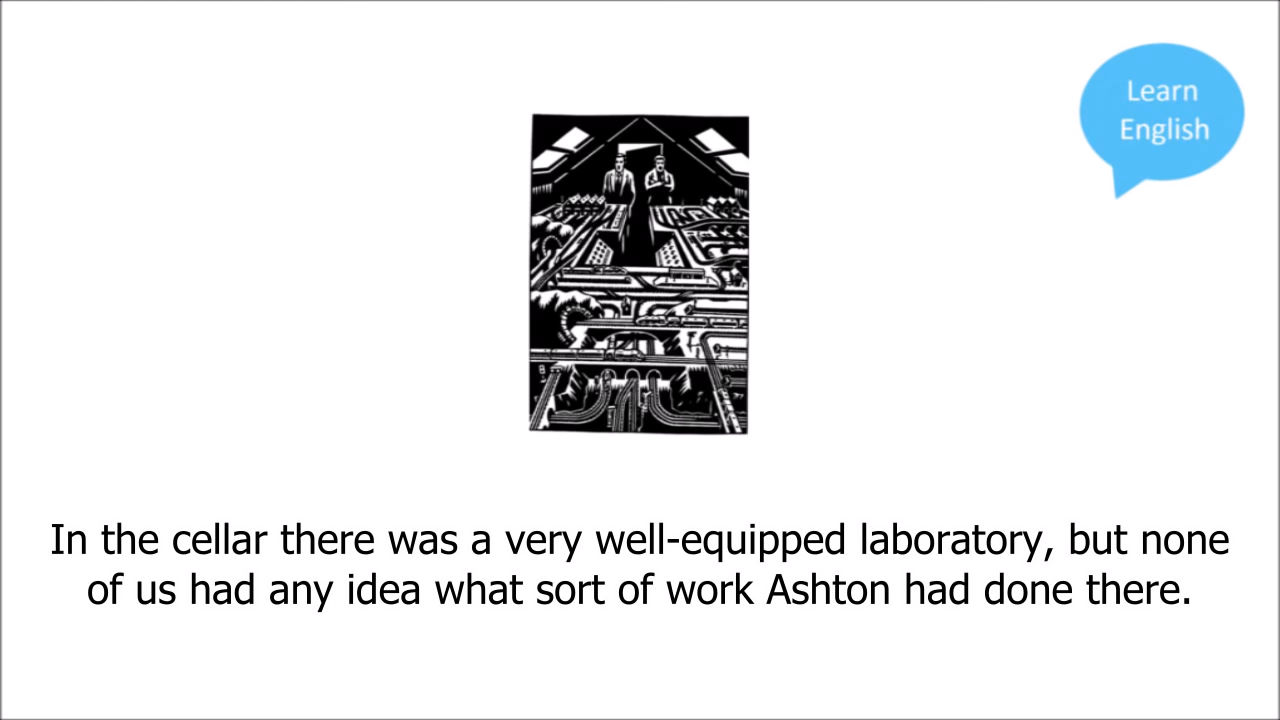 Learn
English
In the cellar there was a very well-equipped laboratory, but none
of us had any idea what sort of work Ashton had done there.